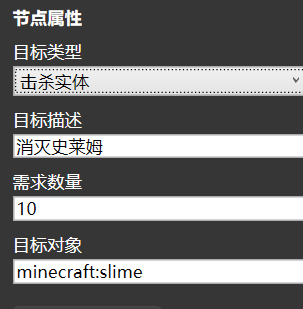 节点属性
目标类型
击杀实体
目标描述
消灭史莱姆
需求数量
10
目标对象
minecraft:slime